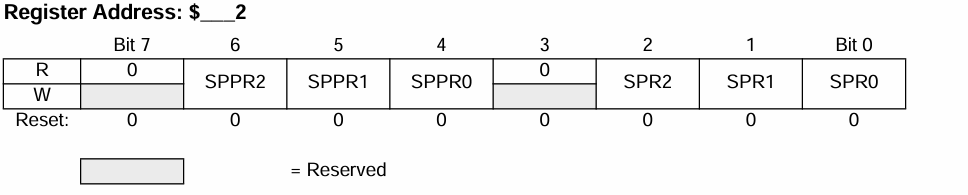 Register Address: $___2
Bit 7 6 5 4 3 2 1 Bit 0
R 0 SPPR2 SPPR1 SPPR0 0 SPR2 SPR1 SPR0
W
Reset: 0 0 0 0 0 0 0 0
= Reserved